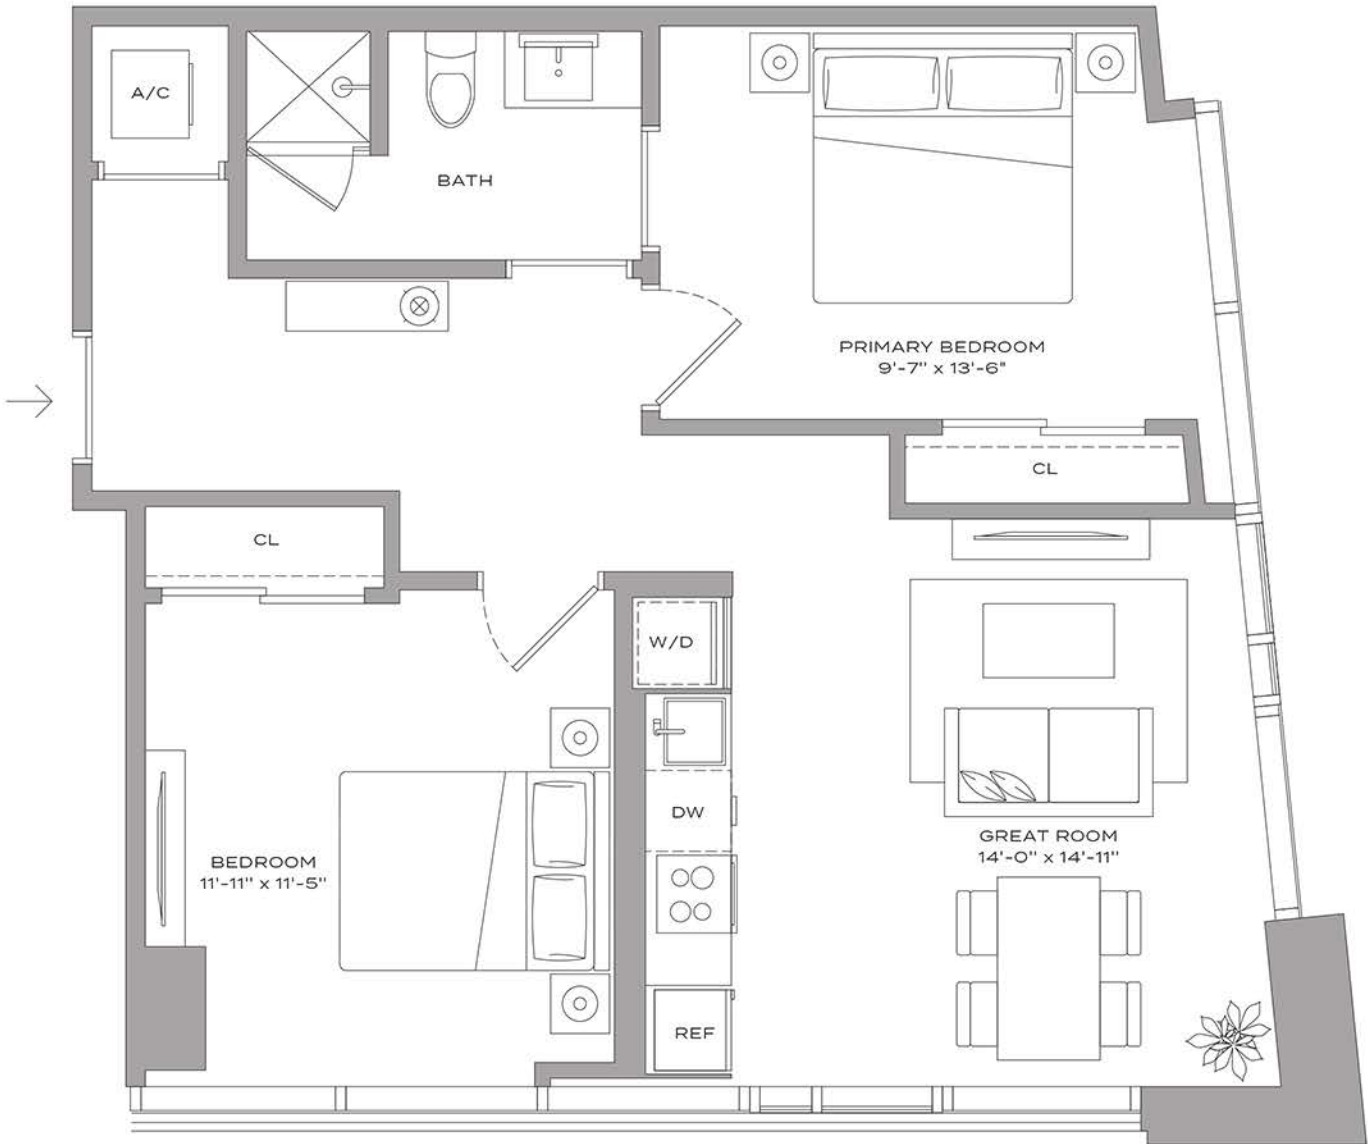 A/C
BATH
PRIMARY BEDROOM
9'-7" x 13'-6"
CL
CL
W/D
DW
GREAT ROOM
14'-0" x 14'-11"
BEDROOM
11'-11" x 11'-5"
REF